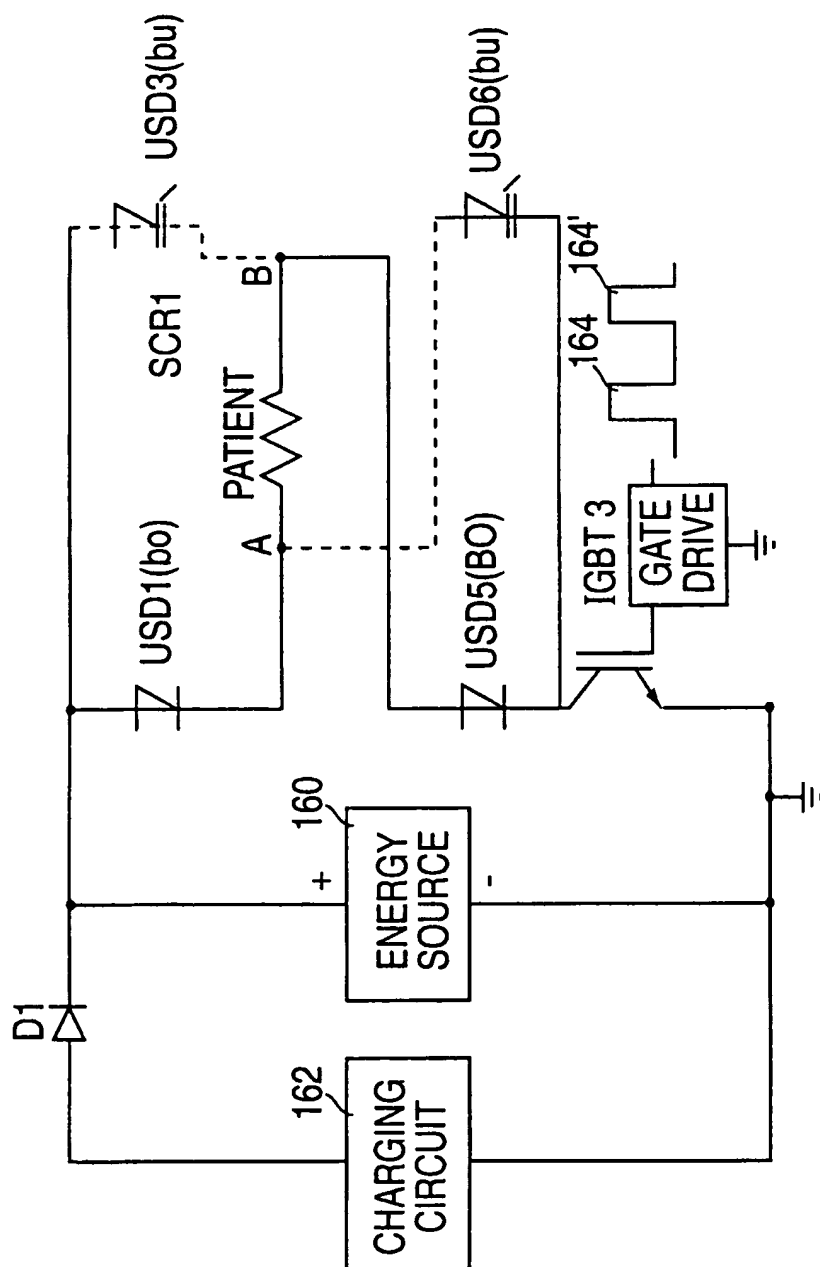 D1
USD1(bo)
SCR1
USD3(bu)
A
PATIENT
B
162
CHARGING
CIRCUIT
160
+
ENERGY
SOURCE
-
USD5(BO)
USD6(bu)
IGBT 3
GATE
DRIVE
164
164'